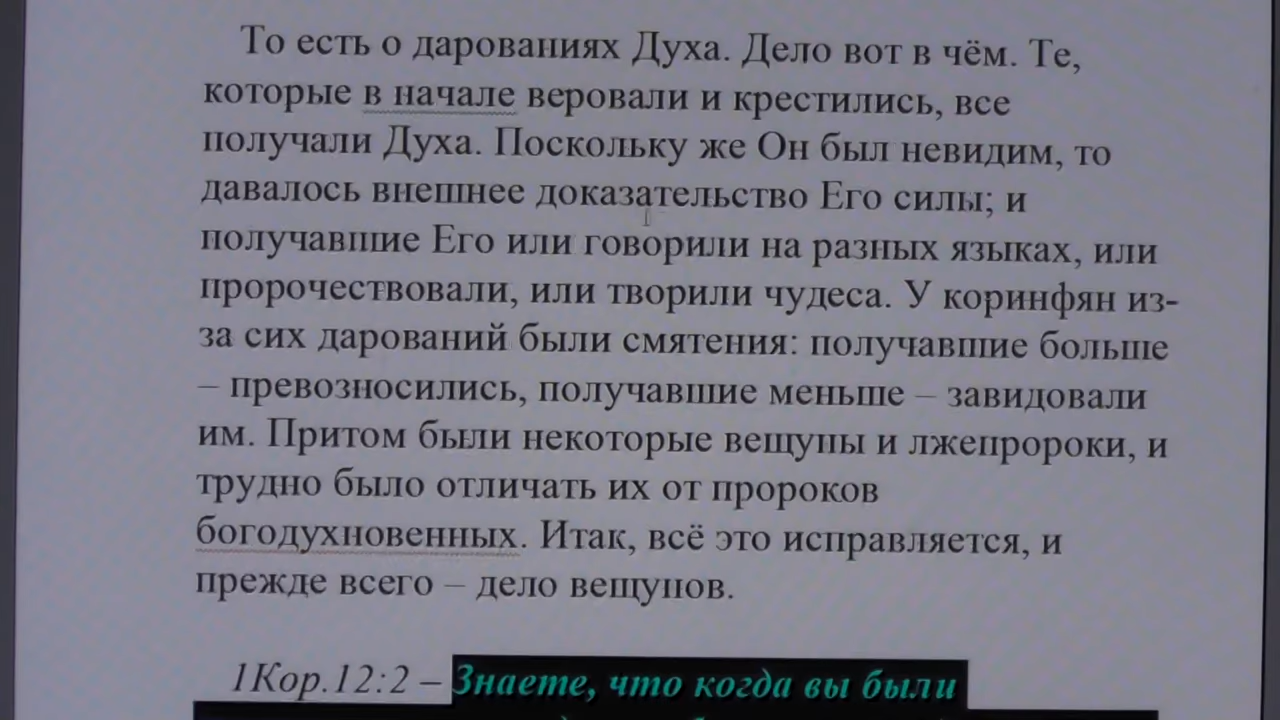 То есть о дарованиях Духа. Дело вот в чём. Те,
которые в начале веровали и крестились, все
получали Духа. Поскольку же Он был невидим, то
давалось внешнее доказательство Его силы; и
получавшие Его или говорили на разных языках, или
пророчествовали, или творили чудеса. У коринфян из-
за сих дарований были смятения: получавшие больше
– превозносились, получавшие меньше – завидовали
им. Притом были некоторые вещуны и лжепророки, и
трудно было отличать их от пророков
богодухновенных. Итак, всё это исправляется, и
прежде всего – дело вещунов.
1Кор.12:2 – Знаете, что когда вы были